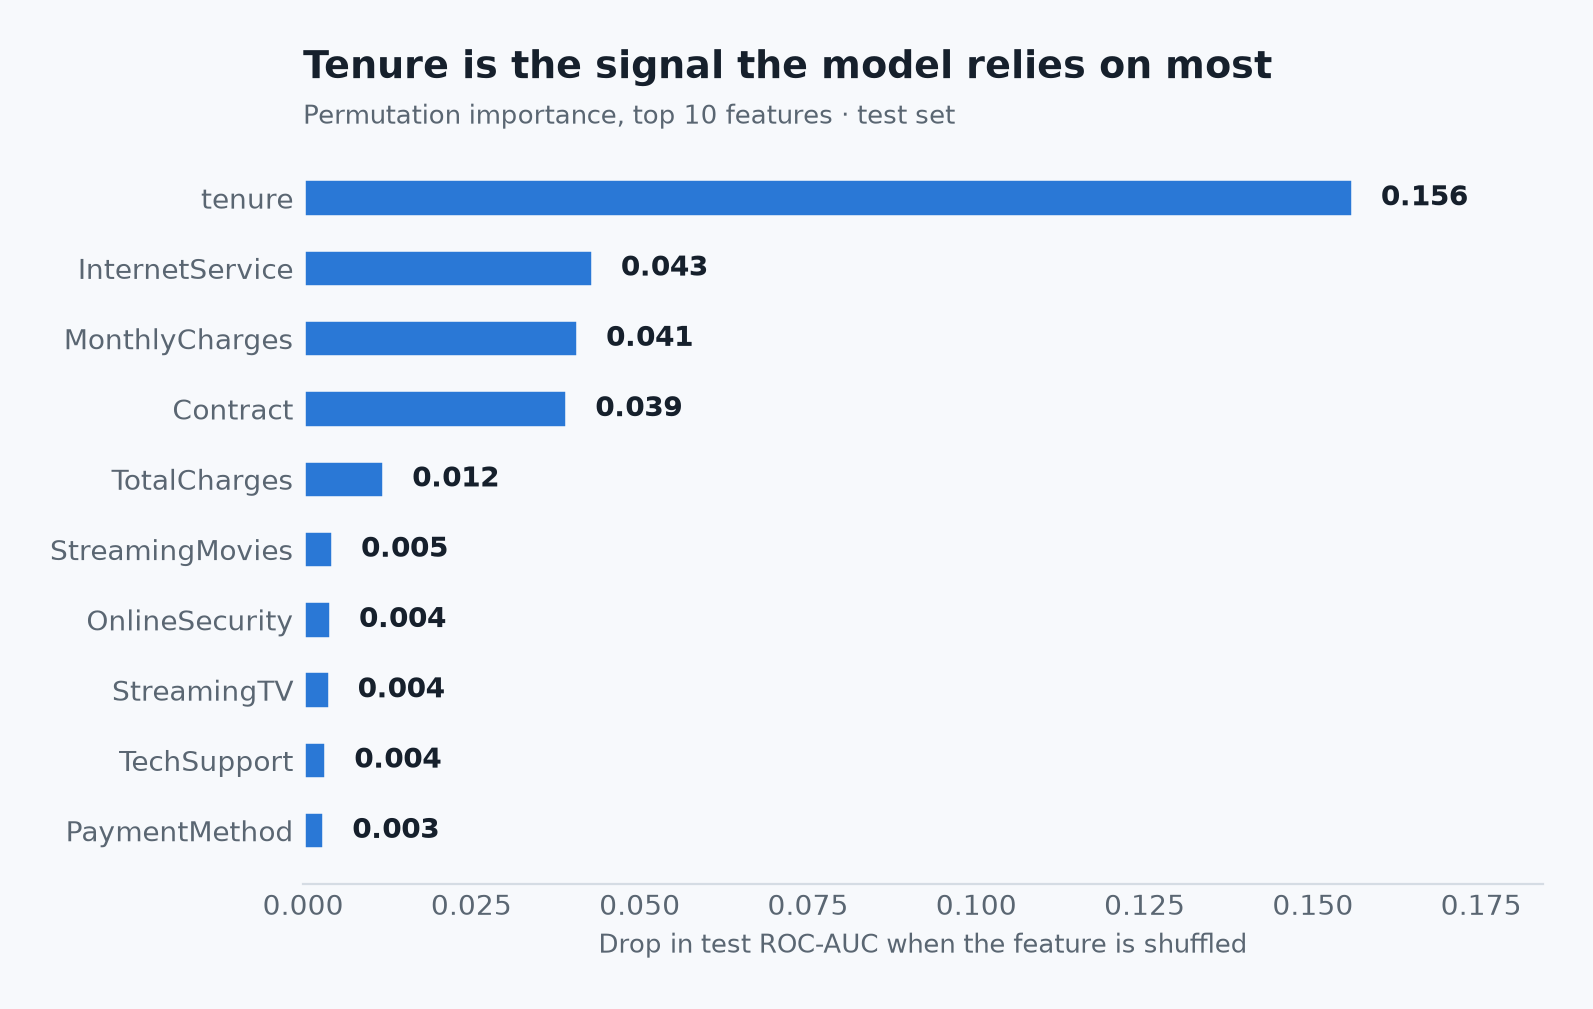 Tenure is the signal the model relies on most
Permutation importance, top 10 features · test set
tenure 0.156
InternetService 0.043
MonthlyCharges 0.041
Contract 0.039
TotalCharges 0.012
StreamingMovies 0.005
OnlineSecurity 0.004
StreamingTV 0.004
TechSupport 0.004
PaymentMethod 0.003
0.000 0.025 0.050 0.075 0.100 0.125 0.150 0.175
Drop in test ROC-AUC when the feature is shuffled